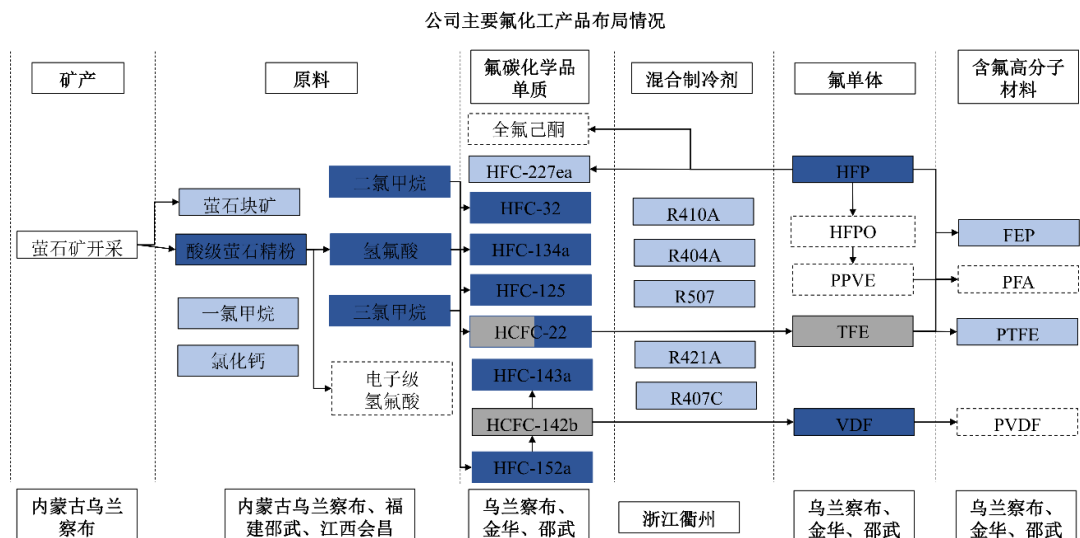 公司主要氟化工产品布局情况
矿产
原料
氟碳化学品
单质
混合制冷剂
氟单体
含氟高分子
材料
全氟己酮
HFC-227ea
HFP
二氯甲烷
萤石块矿
HFC-32
R410A
HFPO
FEP
萤石矿开采
酸级萤石精粉
氢氟酸
HFC-134a
R404A
PPVE
PFA
HFC-125
R507
一氯甲烷
三氯甲烷
HCFC-22
TFE
PTFE
氯化钙
R421A
HFC-143a
电子级
氢氟酸
R407C
HCFC-142b
VDF
PVDF
HFC-152a
内蒙古乌兰
察布
内蒙古乌兰察布、福
建邵武、江西会昌
乌兰察布、
金华、邵武
浙江衢州
乌兰察布、
金华、邵武
乌兰察布、
金华、邵武